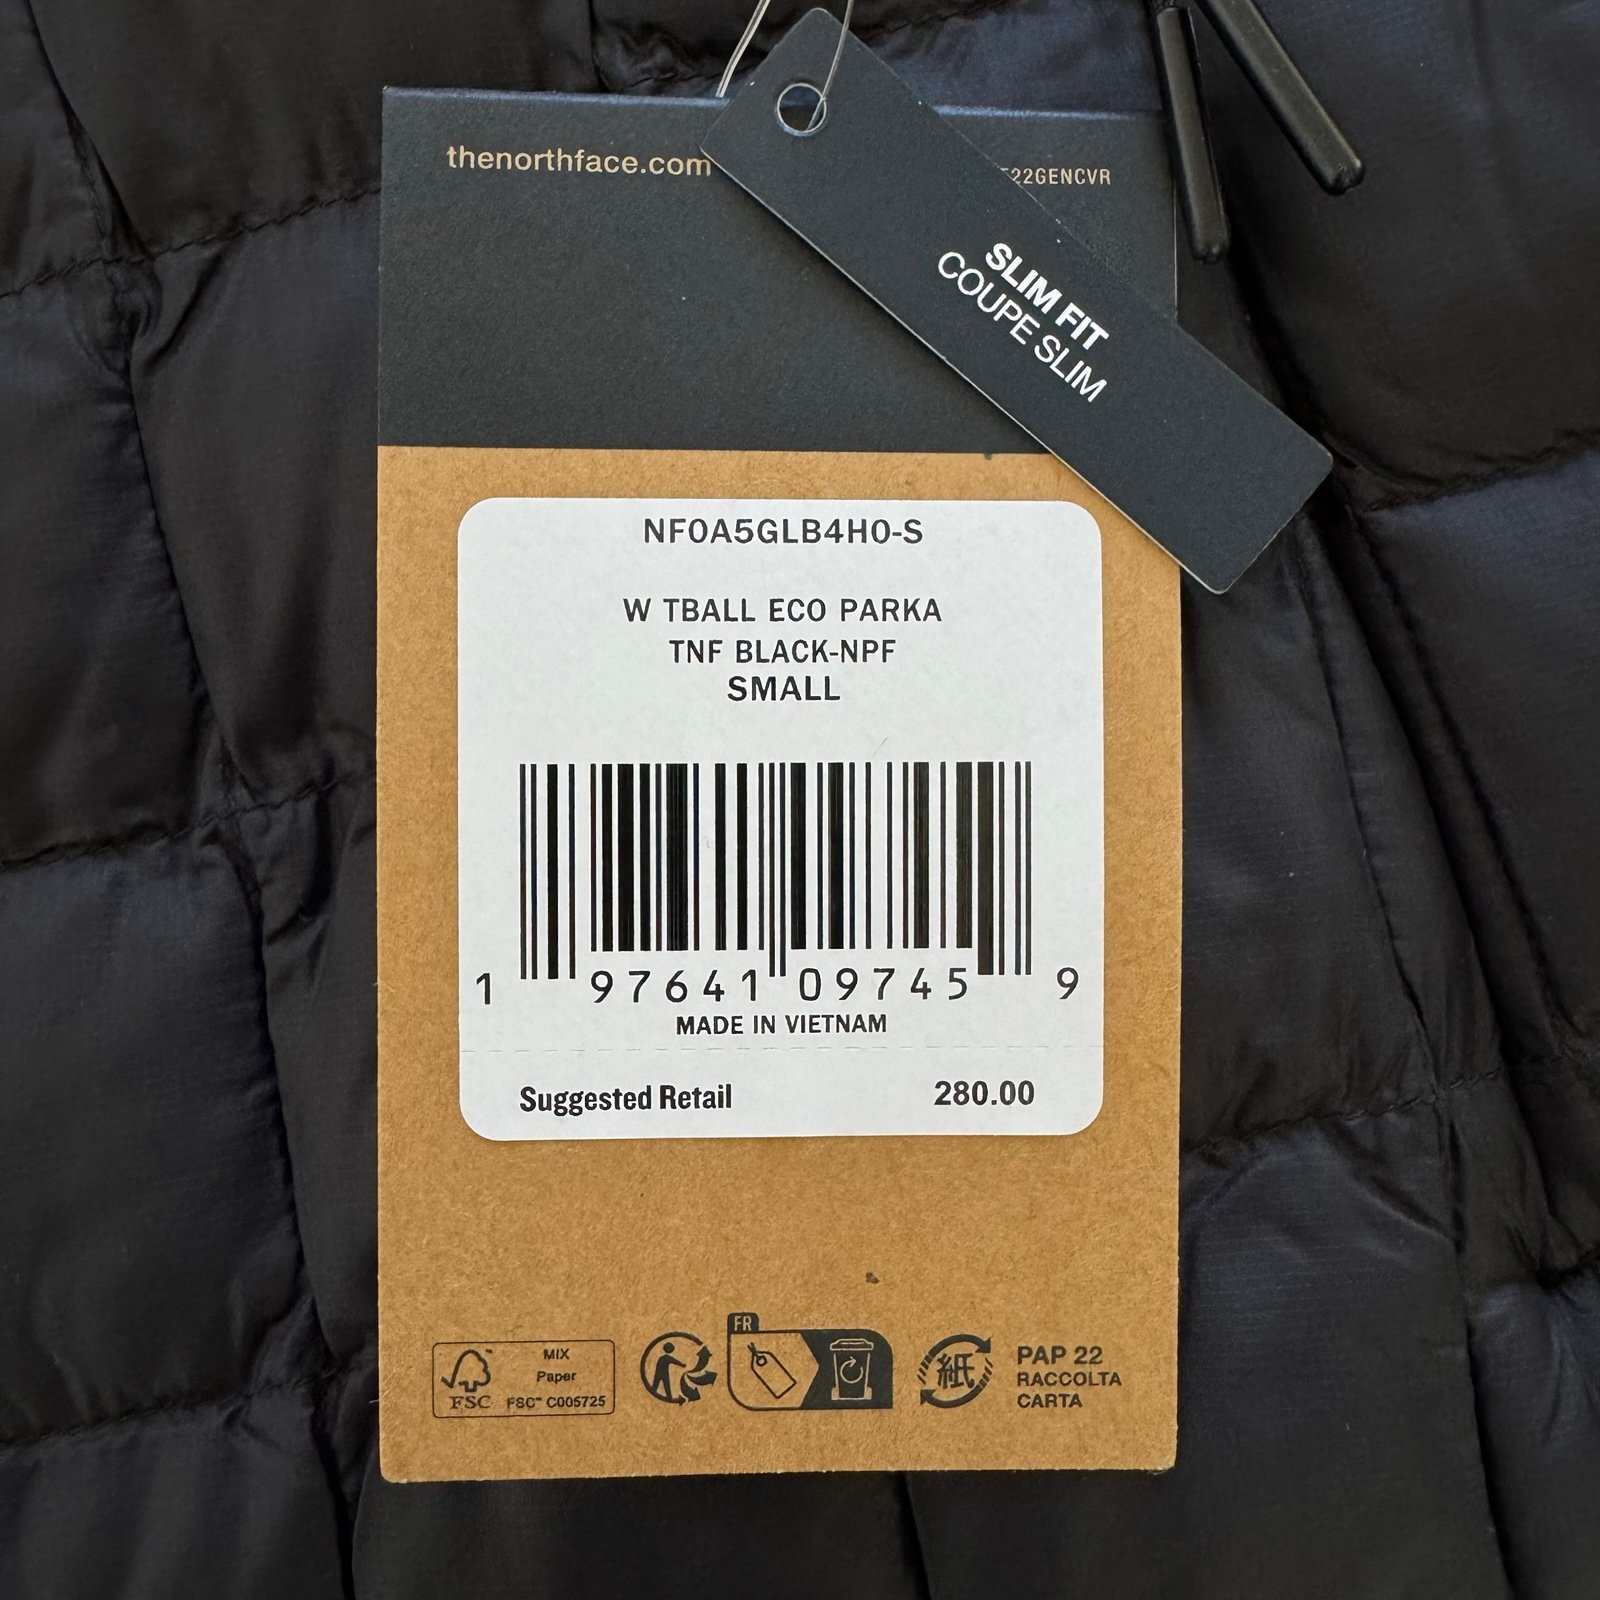 thenorthface.com
22GENCVR
SLIM FIT
COUPE SLIM
NF0A5GLB4H0-S
W TBALL ECO PARKA
TNF BLACK-NPF
SMALL
1 97641 09745 9
MADE IN VIETNAM
Suggested Retail 280.00
FSC
MIX
Paper
FSC™ C005725
FR
紙
PAP 22
RACCOLTA
CARTA